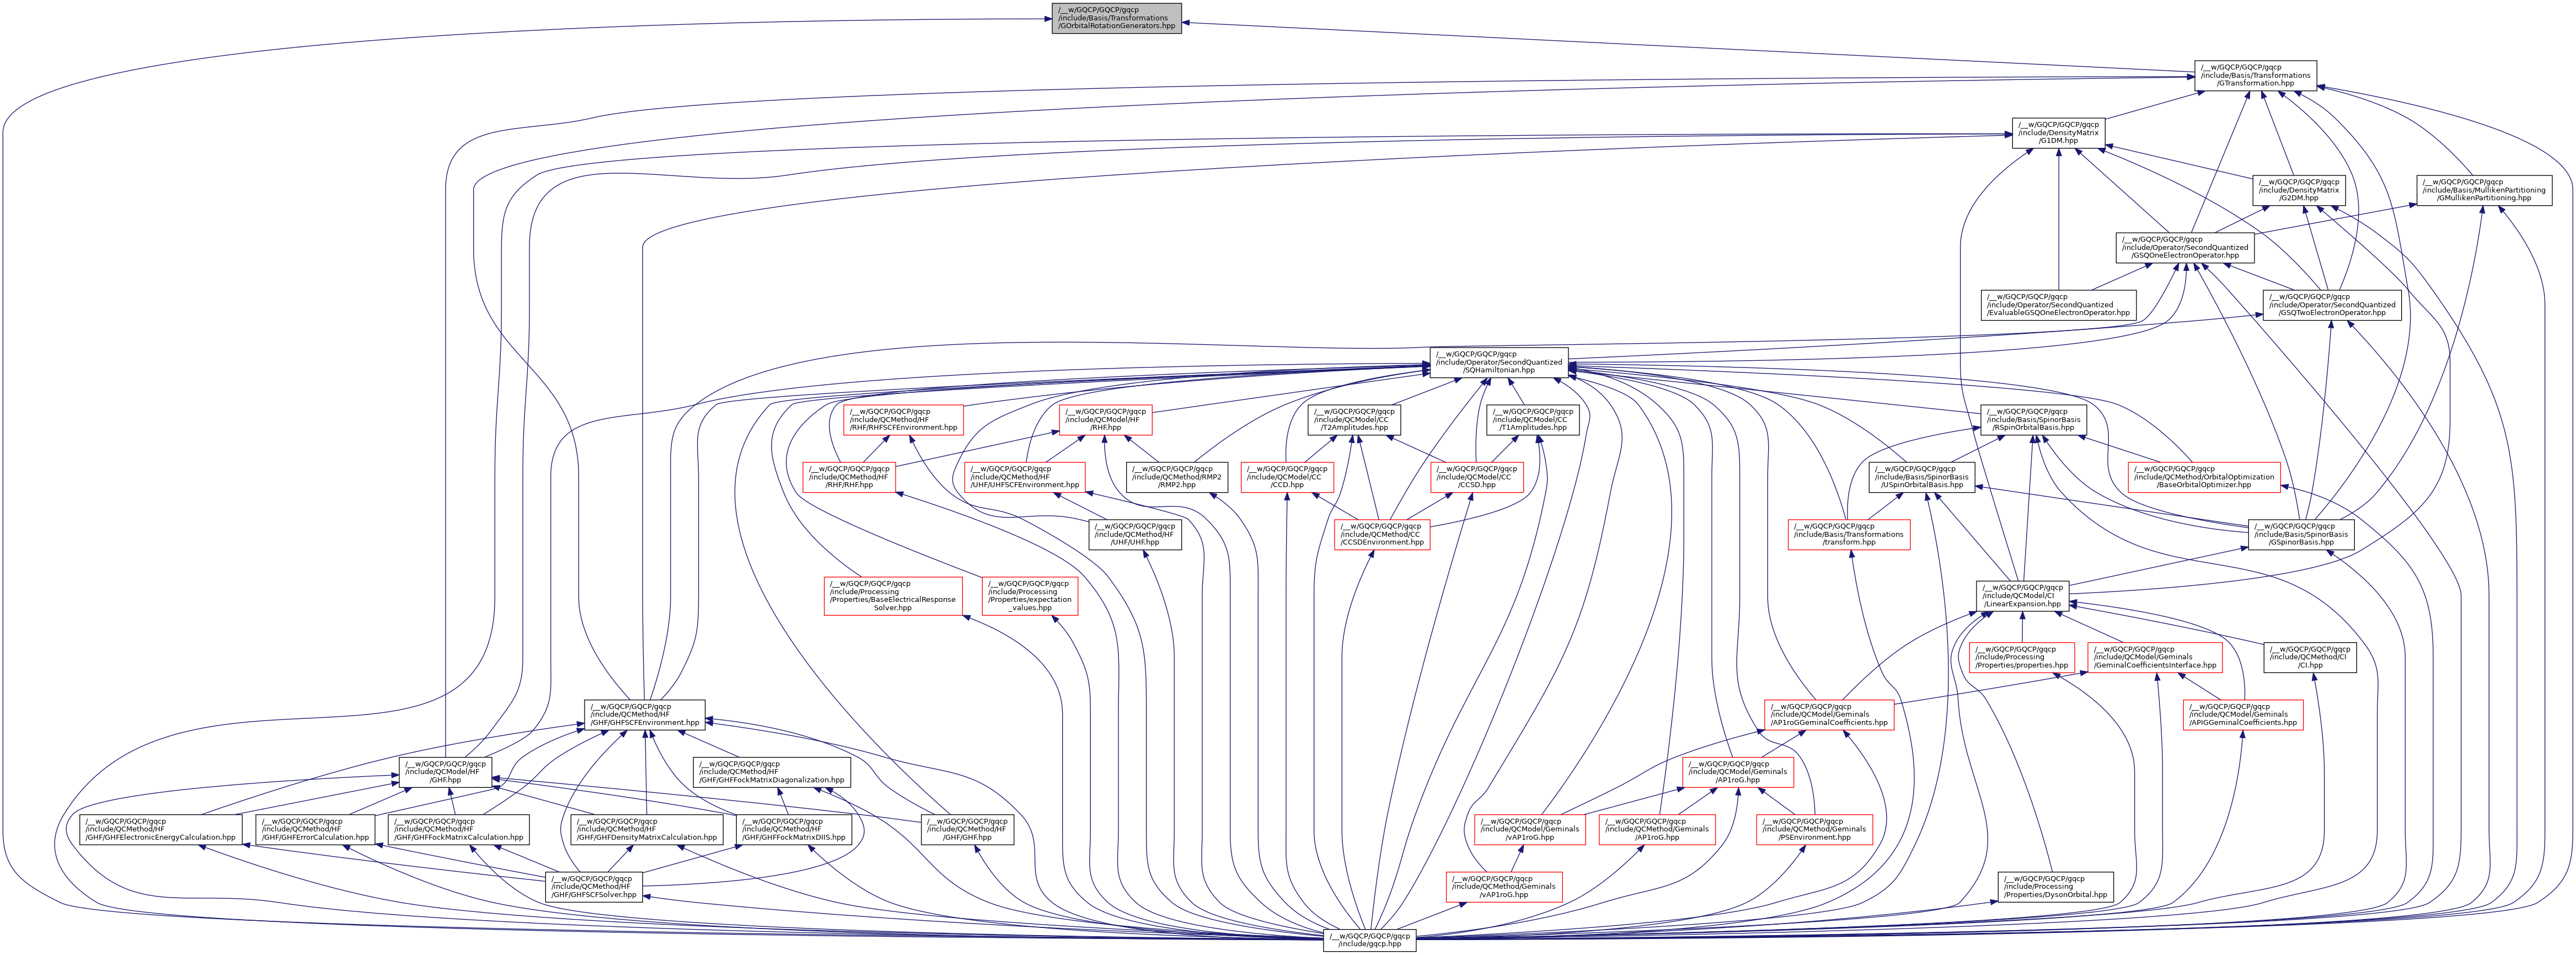 /__w/GQCP/GQCP/gqcp
/include/Basis/Transformations
/GOrbitalRotationGenerators.hpp
/__w/GQCP/GQCP/gqcp
/include/Basis/Transformations
/GTransformation.hpp
/__w/GQCP/GQCP/gqcp
/include/DensityMatrix
/G1DM.hpp
/__w/GQCP/GQCP/gqcp
/include/DensityMatrix
/G2DM.hpp
/__w/GQCP/GQCP/gqcp
/include/Basis/MullikenPartitioning
/GMullikenPartitioning.hpp
/__w/GQCP/GQCP/gqcp
/include/Operator/SecondQuantized
/GSQOneElectronOperator.hpp
/__w/GQCP/GQCP/gqcp
/include/Operator/SecondQuantized
/EvaluableGSQOneElectronOperator.hpp
/__w/GQCP/GQCP/gqcp
/include/Operator/SecondQuantized
/GSQTwoElectronOperator.hpp
/__w/GQCP/GQCP/gqcp
/include/Operator/SecondQuantized
/SQHamiltonian.hpp
/__w/GQCP/GQCP/gqcp
/include/QCMethod/HF
/RHF/RHFSCFEnvironment.hpp
/__w/GQCP/GQCP/gqcp
/include/QCModel/HF
/RHF.hpp
/__w/GQCP/GQCP/gqcp
/include/QCModel/CC
/T2Amplitudes.hpp
/__w/GQCP/GQCP/gqcp
/include/QCModel/CC
/T1Amplitudes.hpp
/__w/GQCP/GQCP/gqcp
/include/Basis/SpinorBasis
/RSpinOrbitalBasis.hpp
/__w/GQCP/GQCP/gqcp
/include/QCMethod/HF
/RHF/RHF.hpp
/__w/GQCP/GQCP/gqcp
/include/QCMethod/HF
/UHF/UHFSCFEnvironment.hpp
/__w/GQCP/GQCP/gqcp
/include/QCMethod/RMP2
/RMP2.hpp
/__w/GQCP/GQCP/gqcp
/include/QCModel/CC
/CCD.hpp
/__w/GQCP/GQCP/gqcp
/include/QCModel/CC
/CCSD.hpp
/__w/GQCP/GQCP/gqcp
/include/Basis/SpinorBasis
/USpinOrbitalBasis.hpp
/__w/GQCP/GQCP/gqcp
/include/QCMethod/OrbitalOptimization
/BaseOrbitalOptimizer.hpp
/__w/GQCP/GQCP/gqcp
/include/QCMethod/HF
/UHF/UHF.hpp
/__w/GQCP/GQCP/gqcp
/include/QCMethod/CC
/CCSDEnvironment.hpp
/__w/GQCP/GQCP/gqcp
/include/Basis/Transformations
/transform.hpp
/__w/GQCP/GQCP/gqcp
/include/Basis/SpinorBasis
/GSpinorBasis.hpp
/__w/GQCP/GQCP/gqcp
/include/Processing
/Properties/BaseElectricalResponse
Solver.hpp
/__w/GQCP/GQCP/gqcp
/include/Processing
/Properties/expectation
_values.hpp
/__w/GQCP/GQCP/gqcp
/include/QCModel/CI
/LinearExpansion.hpp
/__w/GQCP/GQCP/gqcp
/include/Processing
/Properties/properties.hpp
/__w/GQCP/GQCP/gqcp
/include/QCModel/Geminals
/GeminalCoefficientsInterface.hpp
/__w/GQCP/GQCP/gqcp
/include/QCMethod/CI
/CI.hpp
/__w/GQCP/GQCP/gqcp
/include/QCMethod/HF
/GHF/GHFSCFEnvironment.hpp
/__w/GQCP/GQCP/gqcp
/include/QCModel/Geminals
/AP1roGGeminalCoefficients.hpp
/__w/GQCP/GQCP/gqcp
/include/QCModel/Geminals
/APIGGeminalCoefficients.hpp
/__w/GQCP/GQCP/gqcp
/include/QCModel/HF
/GHF.hpp
/__w/GQCP/GQCP/gqcp
/include/QCMethod/HF
/GHF/GHFFockMatrixDiagonalization.hpp
/__w/GQCP/GQCP/gqcp
/include/QCModel/Geminals
/AP1roG.hpp
/__w/GQCP/GQCP/gqcp
/include/QCMethod/HF
/GHF/GHFElectronicEnergyCalculation.hpp
/__w/GQCP/GQCP/gqcp
/include/QCMethod/HF
/GHF/GHFErrorCalculation.hpp
/__w/GQCP/GQCP/gqcp
/include/QCMethod/HF
/GHF/GHFFockMatrixCalculation.hpp
/__w/GQCP/GQCP/gqcp
/include/QCMethod/HF
/GHF/GHFDensityMatrixCalculation.hpp
/__w/GQCP/GQCP/gqcp
/include/QCMethod/HF
/GHF/GHFFockMatrixDIIS.hpp
/__w/GQCP/GQCP/gqcp
/include/QCMethod/HF
/GHF/GHF.hpp
/__w/GQCP/GQCP/gqcp
/include/QCModel/Geminals
/vAP1roG.hpp
/__w/GQCP/GQCP/gqcp
/include/QCMethod/Geminals
/AP1roG.hpp
/__w/GQCP/GQCP/gqcp
/include/QCMethod/Geminals
/PSEnvironment.hpp
/__w/GQCP/GQCP/gqcp
/include/QCMethod/HF
/GHF/GHFSCFSolver.hpp
/__w/GQCP/GQCP/gqcp
/include/QCMethod/Geminals
/vAP1roG.hpp
/__w/GQCP/GQCP/gqcp
/include/Processing
/Properties/DysonOrbital.hpp
/__w/GQCP/GQCP/gqcp
/include/gqcp.hpp